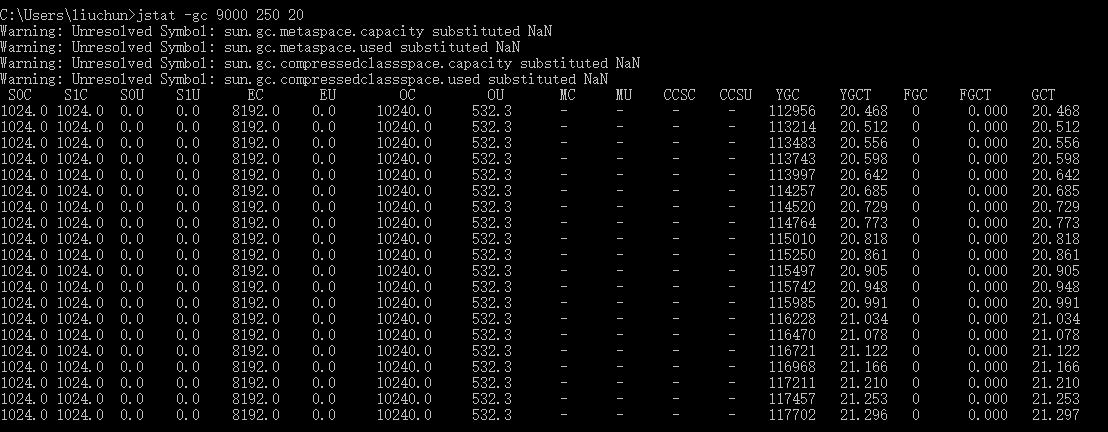 C:\Users\liuchun>jstat -gc 9000 250 20
Warning: Unresolved Symbol: sun.gc.metaspace.capacity substituted NaN
Warning: Unresolved Symbol: sun.gc.metaspace.used substituted NaN
Warning: Unresolved Symbol: sun.gc.compressedclassspace.capacity substituted NaN
Warning: Unresolved Symbol: sun.gc.compressedclassspace.used substituted NaN
S0C S1C S0U S1U EC EU OC OU MC MU CCSC CCSU YGC YGCT FGC FGCT GCT
1024.0 1024.0 0.0 0.0 8192.0 0.0 10240.0 532.3 - - - - 112956 20.468 0 0.000 20.468
1024.0 1024.0 0.0 0.0 8192.0 0.0 10240.0 532.3 - - - - 113214 20.512 0 0.000 20.512
1024.0 1024.0 0.0 0.0 8192.0 0.0 10240.0 532.3 - - - - 113483 20.556 0 0.000 20.556
1024.0 1024.0 0.0 0.0 8192.0 0.0 10240.0 532.3 - - - - 113743 20.598 0 0.000 20.598
1024.0 1024.0 0.0 0.0 8192.0 0.0 10240.0 532.3 - - - - 113997 20.642 0 0.000 20.642
1024.0 1024.0 0.0 0.0 8192.0 0.0 10240.0 532.3 - - - - 114257 20.685 0 0.000 20.685
1024.0 1024.0 0.0 0.0 8192.0 0.0 10240.0 532.3 - - - - 114520 20.729 0 0.000 20.729
1024.0 1024.0 0.0 0.0 8192.0 0.0 10240.0 532.3 - - - - 114764 20.773 0 0.000 20.773
1024.0 1024.0 0.0 0.0 8192.0 0.0 10240.0 532.3 - - - - 115010 20.818 0 0.000 20.818
1024.0 1024.0 0.0 0.0 8192.0 0.0 10240.0 532.3 - - - - 115250 20.861 0 0.000 20.861
1024.0 1024.0 0.0 0.0 8192.0 0.0 10240.0 532.3 - - - - 115497 20.905 0 0.000 20.905
1024.0 1024.0 0.0 0.0 8192.0 0.0 10240.0 532.3 - - - - 115742 20.948 0 0.000 20.948
1024.0 1024.0 0.0 0.0 8192.0 0.0 10240.0 532.3 - - - - 115985 20.991 0 0.000 20.991
1024.0 1024.0 0.0 0.0 8192.0 0.0 10240.0 532.3 - - - - 116228 21.034 0 0.000 21.034
1024.0 1024.0 0.0 0.0 8192.0 0.0 10240.0 532.3 - - - - 116470 21.078 0 0.000 21.078
1024.0 1024.0 0.0 0.0 8192.0 0.0 10240.0 532.3 - - - - 116721 21.122 0 0.000 21.122
1024.0 1024.0 0.0 0.0 8192.0 0.0 10240.0 532.3 - - - - 116968 21.166 0 0.000 21.166
1024.0 1024.0 0.0 0.0 8192.0 0.0 10240.0 532.3 - - - - 117211 21.210 0 0.000 21.210
1024.0 1024.0 0.0 0.0 8192.0 0.0 10240.0 532.3 - - - - 117457 21.253 0 0.000 21.253
1024.0 1024.0 0.0 0.0 8192.0 0.0 10240.0 532.3 - - - - 117702 21.296 0 0.000 21.297